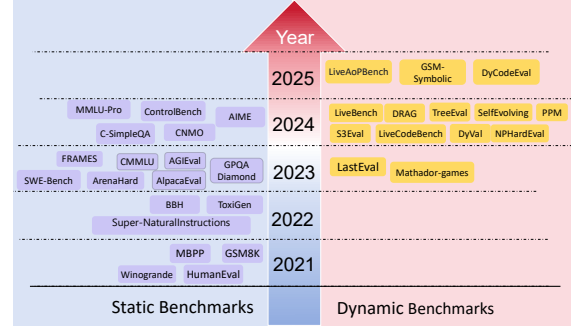 Year
2025
LiveAoPBench
GSM-
Symbolic
DyCodeEval
MMLU-Pro
ControlBench
AIME
C-SimpleQA
CNMO
2024
LiveBench
DRAG
TreeEval
SelfEvolving
PPM
S3Eval
LiveCodeBench
DyVal
NPHardEval
FRAMES
CMMLU
AGIEval
GPQA
Diamond
SWE-Bench
ArenaHard
AlpacaEval
2023
LastEval
Mathador-games
BBH
ToxiGen
Super-NaturalInstructions
2022
MBPP
GSM8K
Winogrande
HumanEval
2021
Static Benchmarks
Dynamic Benchmarks